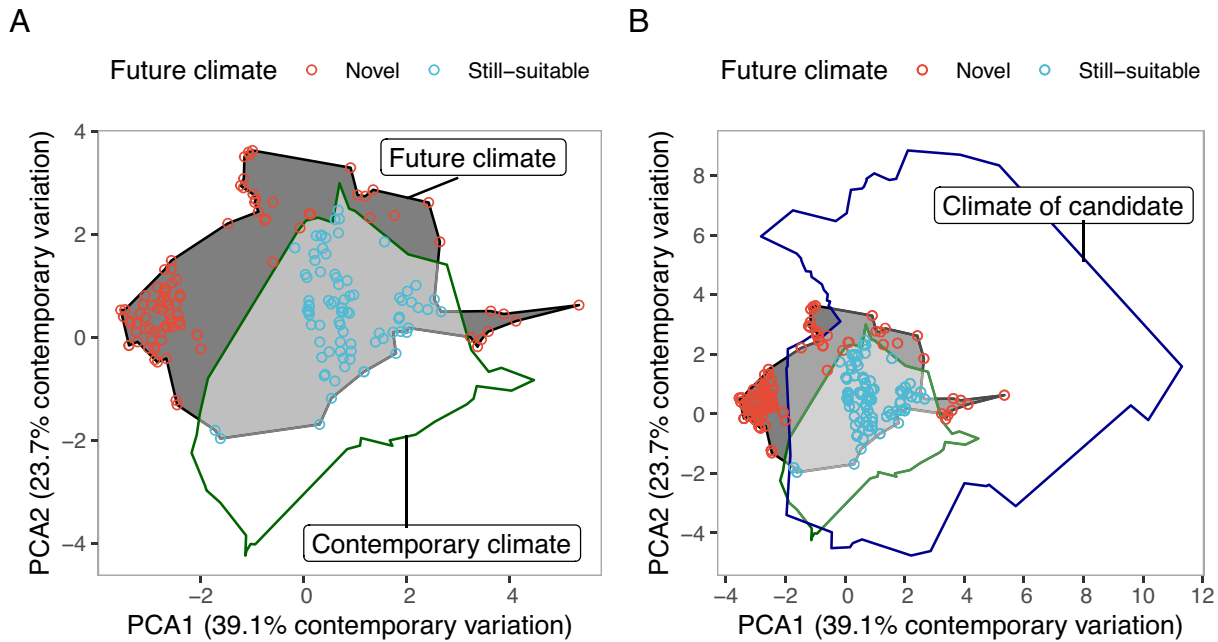 A
Future climate Novel Still−suitable
PCA2 (23.7% contemporary variation)
4
2
0
−2
−4
Future climate
Contemporary climate
−2 0 2 4
PCA1 (39.1% contemporary variation)
B
Future climate Novel Still−suitable
PCA2 (23.7% contemporary variation)
8
6
4
2
0
−2
−4
Climate of candidate
−4 −2 0 2 4 6 8 10 12
PCA1 (39.1% contemporary variation)